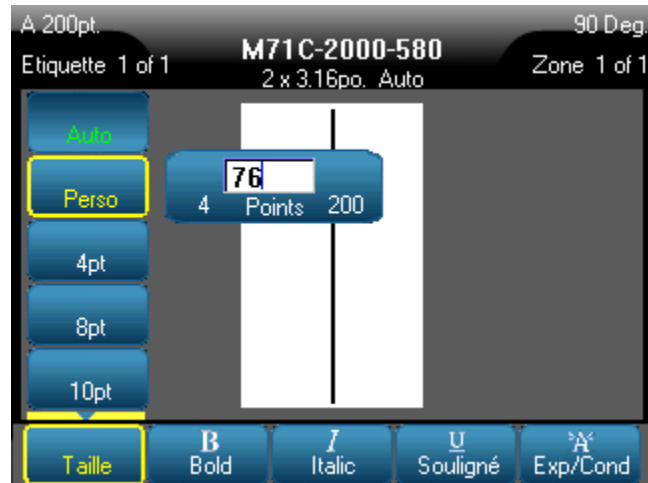 A 200pt.
90 Deg.
Etiquette 1 of 1
M71C-2000-580
Zone 1 of 1
2 x 3.16po. Auto
Auto
Perso
76
4 Points 200
4pt
8pt
10pt
Taille
B
Bold
I
Italic
U
Souligné
A
Exp/Cond